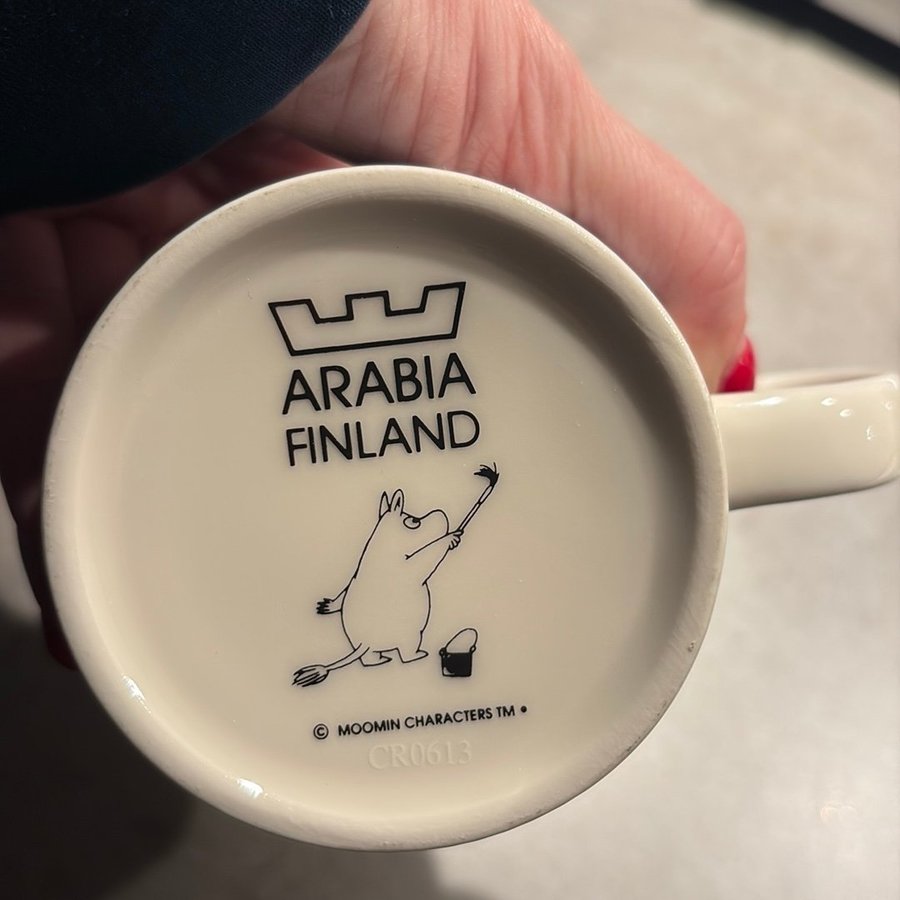 ARABIA
FINLAND
© MOOMIN CHARACTERS TM •
CR0613